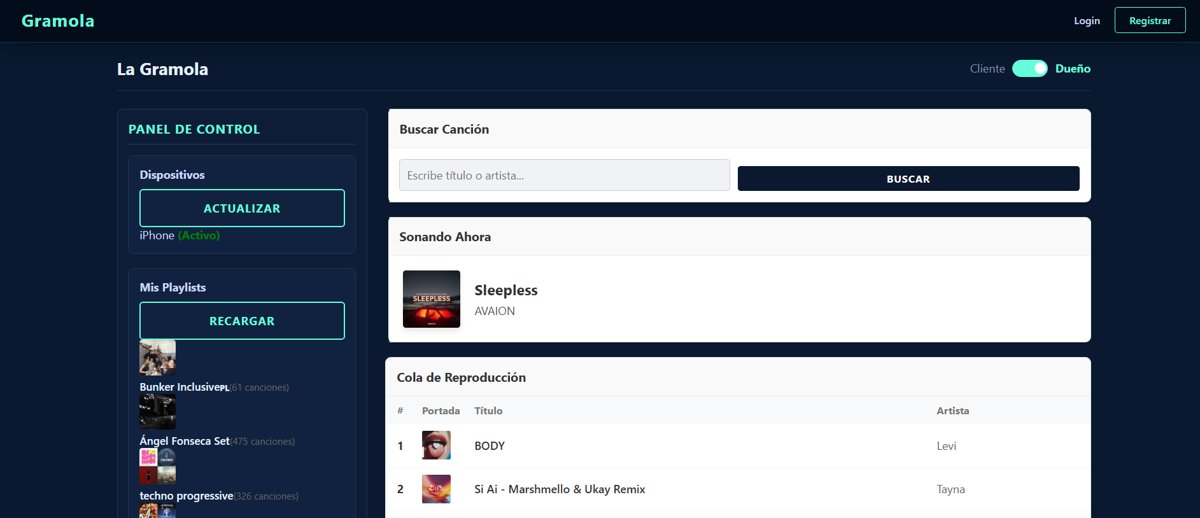 Gramola
Login
Registrar
La Gramola
Cliente
Dueño
PANEL DE CONTROL
Dispositivos
ACTUALIZAR
iPhone (Activo)
Mis Playlists
RECARGAR
Bunker Inclusive🇵🇱(61 canciones)
Ángel Fonseca Set(475 canciones)
techno progressive(326 canciones)
Buscar Canción
Escribe título o artista...
BUSCAR
Sonando Ahora
SLEEPLESS
Sleepless
AVAION
Cola de Reproducción
# Portada Título Artista
1 BODY Levi
2 Si Ai - Marshmello & Ukay Remix Tayna